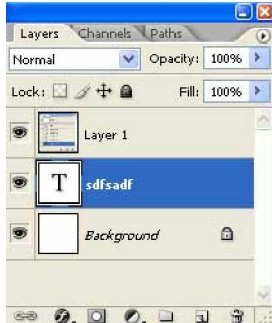 Layers Channels Paths
Normal Opacity: 100%
Lock: Fill: 100%
Layer 1
T sdfsadf
Background